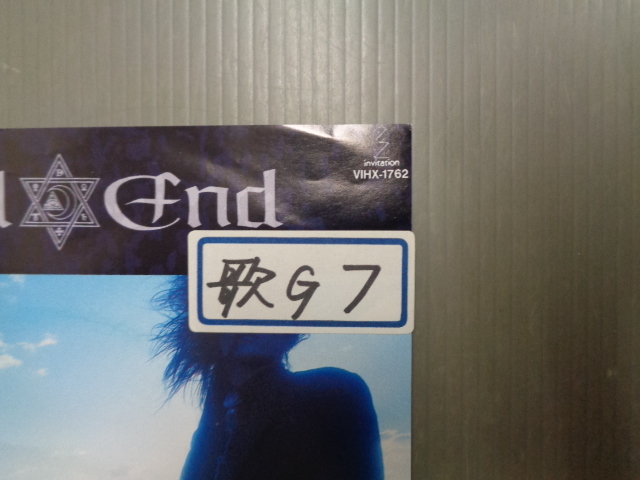 invitation
VIHX-1762
End
歌G7